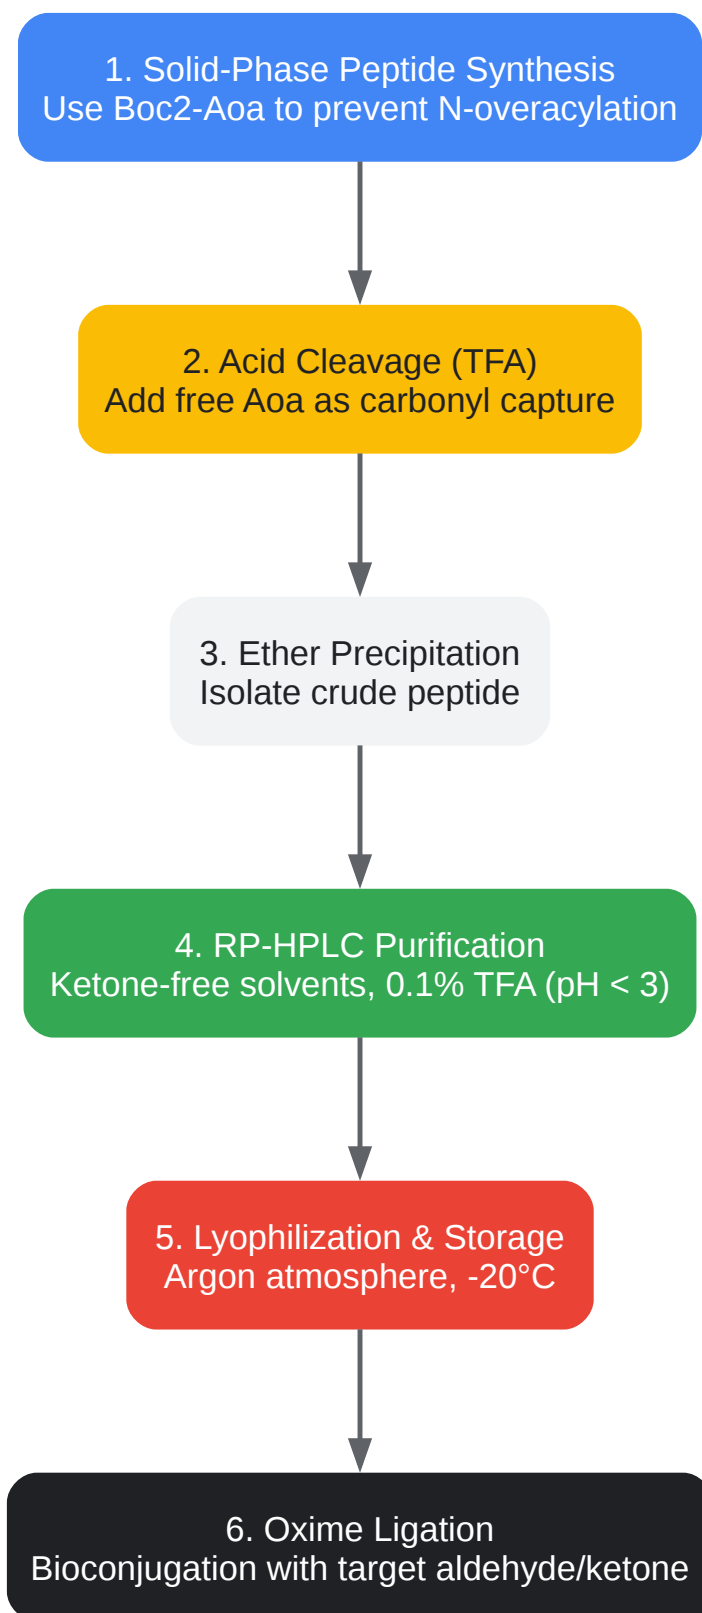 1. Solid-Phase Peptide Synthesis
Use Boc2-Aoa to prevent N-overacylation
2. Acid Cleavage (TFA)
Add free Aoa as carbonyl capture
3. Ether Precipitation
Isolate crude peptide
4. RP-HPLC Purification
Ketone-free solvents, 0.1% TFA (pH < 3)
5. Lyophilization & Storage
Argon atmosphere, -20°C
6. Oxime Ligation
Bioconjugation with target aldehyde/ketone